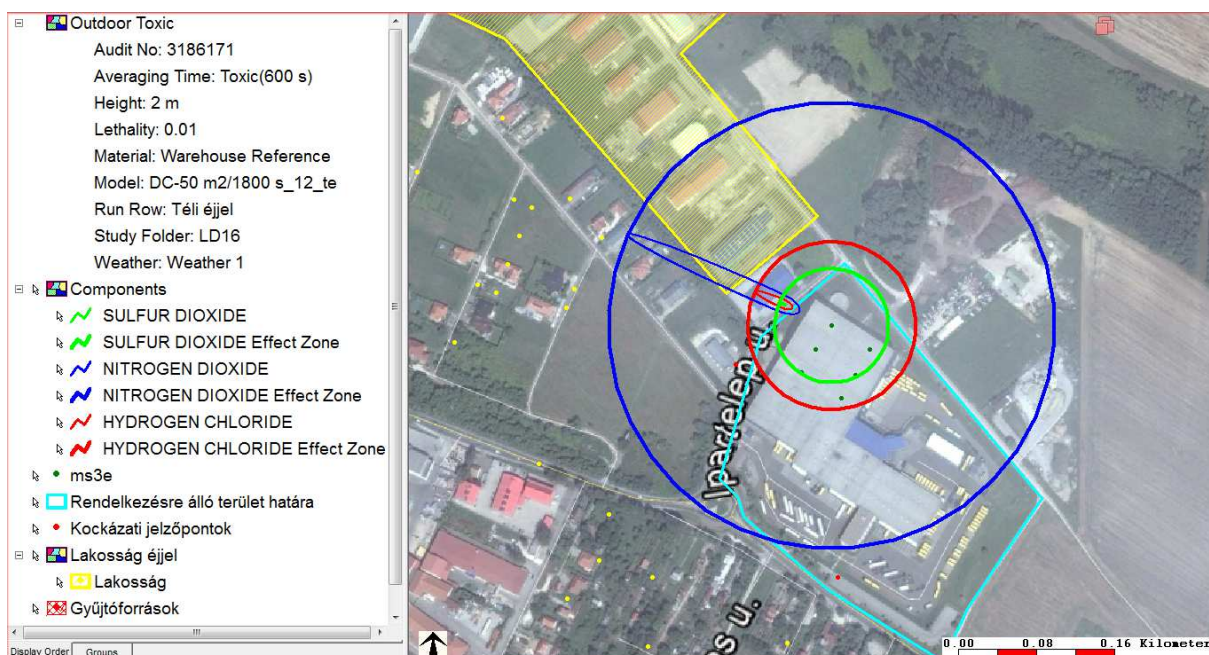 Outdoor Toxic
Audit No: 3186171
Averaging Time: Toxic(600 s)
Height: 2 m
Lethality: 0.01
Material: Warehouse Reference
Model: DC-50 m2/1800 s_12_te
Run Row: Téli éjjel
Study Folder: LD16
Weather: Weather 1
Components
SULFUR DIOXIDE
SULFUR DIOXIDE Effect Zone
NITROGEN DIOXIDE
NITROGEN DIOXIDE Effect Zone
HYDROGEN CHLORIDE
HYDROGEN CHLORIDE Effect Zone
ms3e
Rendelkezésre álló terület határa
Kockázati jelzőpontok
Lakosság éjjel
Lakosság
Gyűjtóforrások
Display Order Groups
Ipartelep u.
os u.
0.00 0.08 0.16 Kilometer